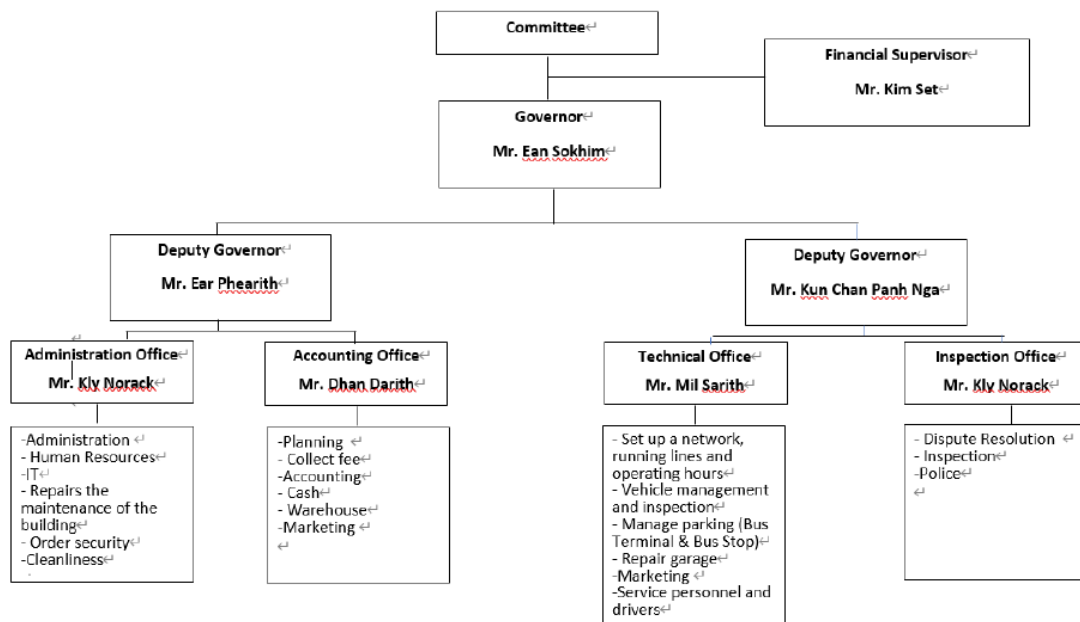 Committee
Financial Supervisor
Mr. Kim Set
Governor
Mr. Ean Sokhim
Deputy Governor
Mr. Ear Phearith
Deputy Governor
Mr. Kun Chan Panh Nga
Administration Office
Mr. Kly Norack
Accounting Office
Mr. Dhan Darith
Technical Office
Mr. Mil Sarith
Inspection Office
Mr. Kly Norack
-Administration
- Human Resources
-IT
- Repairs the
maintenance of the
building
- Order security
-Cleanliness
-Planning
- Collect fee
-Accounting
- Cash
- Warehouse
-Marketing
- Set up a network,
running lines and
operating hours
- Vehicle management
and inspection
- Manage parking (Bus
Terminal & Bus Stop)
- Repair garage
-Marketing
-Service personnel and
drivers
- Dispute Resolution
- Inspection
-Police